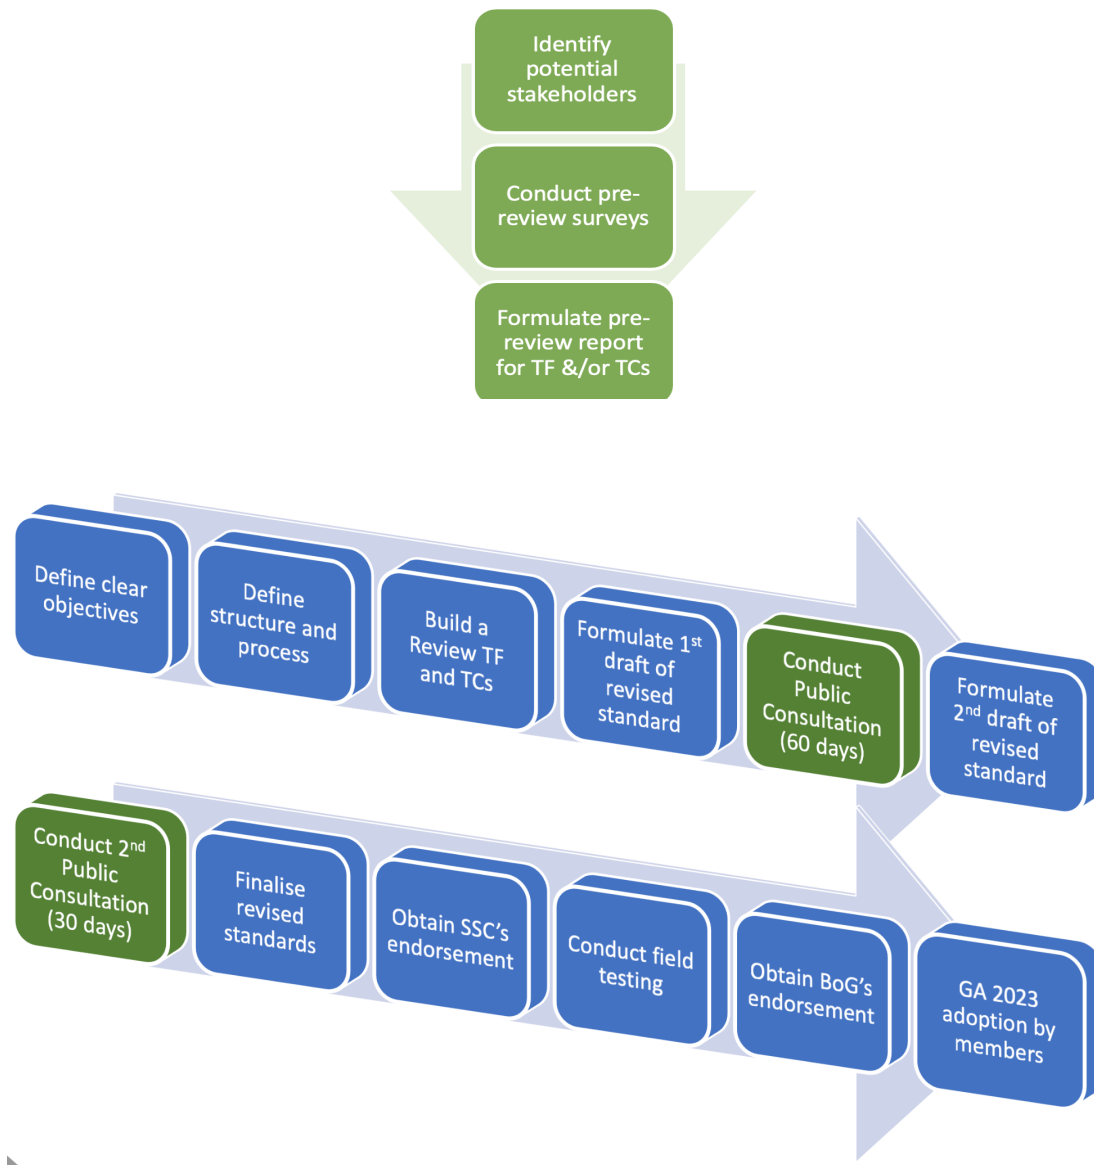 Identify
potential
stakeholders
Conduct pre-
review surveys
Formulate pre-
review report
for TF &/or TCs
Define clear
objectives
Define
structure and
process
Build a
Review TF
and TCs
Formulate 1st
draft of
revised
standard
Conduct
Public
Consultation
(60 days)
Formulate
2nd draft of
revised
standard
Conduct 2nd
Public
Consultation
(30 days)
Finalise
revised
standards
Obtain SSC's
endorsement
Conduct field
testing
Obtain BoG's
endorsement
GA 2023
adoption by
members